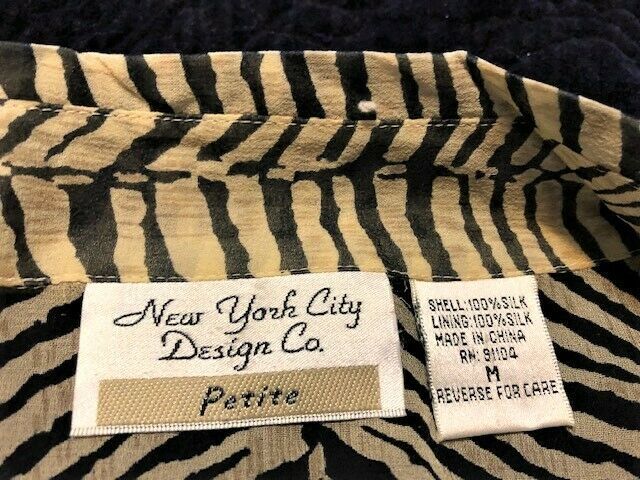 New York City
Design Co.
Petite
SHELL:100%SILK
LINING:100%SILK
MADE IN CHINA
RN: 91104
M
REVERSE FOR CARE